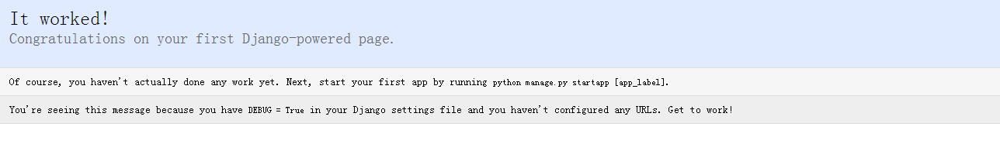 It worked!
Congratulations on your first Django-powered page.
Of course, you haven't actually done any work yet. Next, start your first app by running python manage.py startapp [app_label].
You're seeing this message because you have DEBUG = True in your Django settings file and you haven't configured any URLs. Get to work!